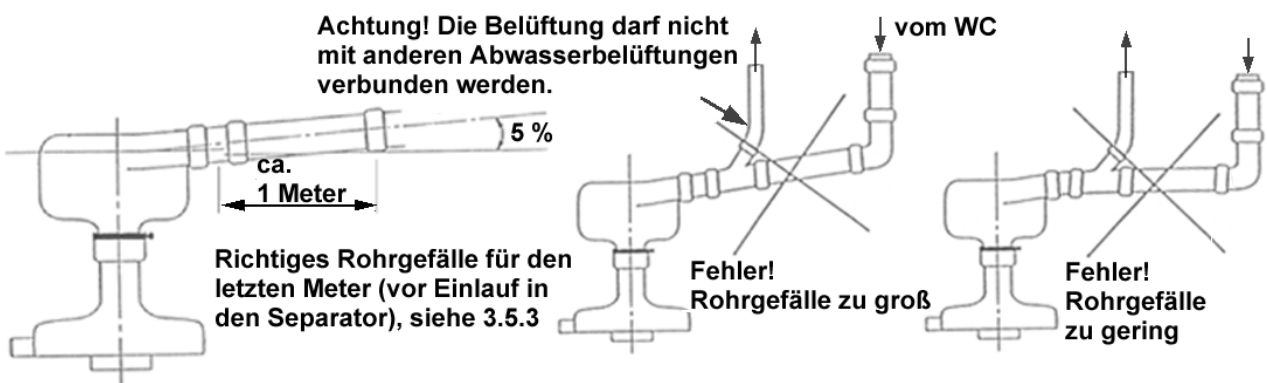 Achtung! Die Belüftung darf nicht
mit anderen Abwasserbelüftungen
verbunden werden.
vom WC
5 %
ca.
1 Meter
Richtiges Rohrgefälle für den
letzten Meter (vor Einlauf in
den Separator), siehe 3.5.3
Fehler!
Rohrgefälle zu groß
Fehler!
Rohrgefälle
zu gering